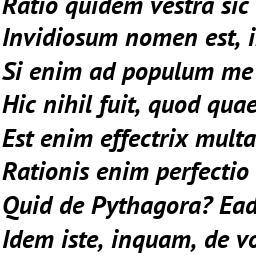 Ratio quidem vestra sic
Invidiosum nomen est,
Si enim ad populum me
Hic nihil fuit, quod quae
Est enim effectrix multa
Rationis enim perfectio
Quid de Pythagora? Ead
Idem iste, inquam, de vo